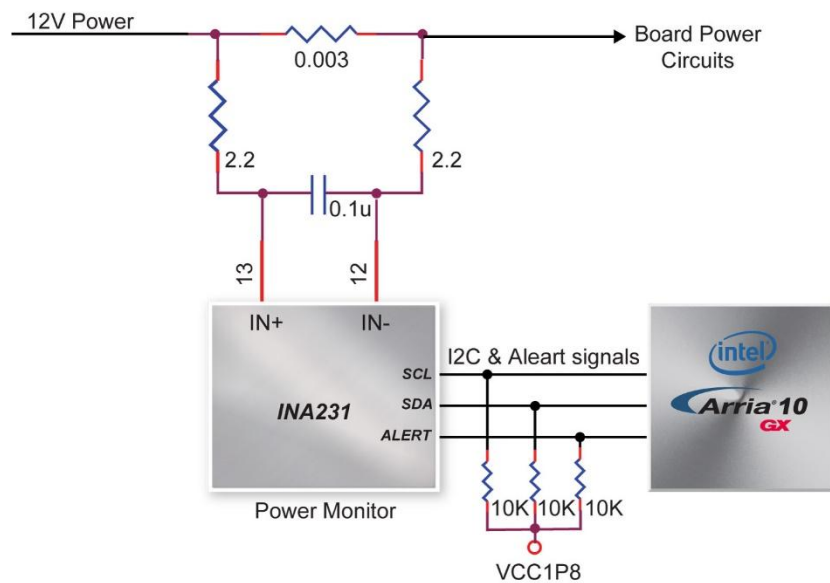 12V Power
0.003
Board Power
Circuits
2.2
2.2
0.1u
13
12
IN+
IN-
I2C & Aleart signals
SCL
SDA
ALERT
INA231
Power Monitor
intel
Arria 10
GX
10K
10K
10K
VCC1P8